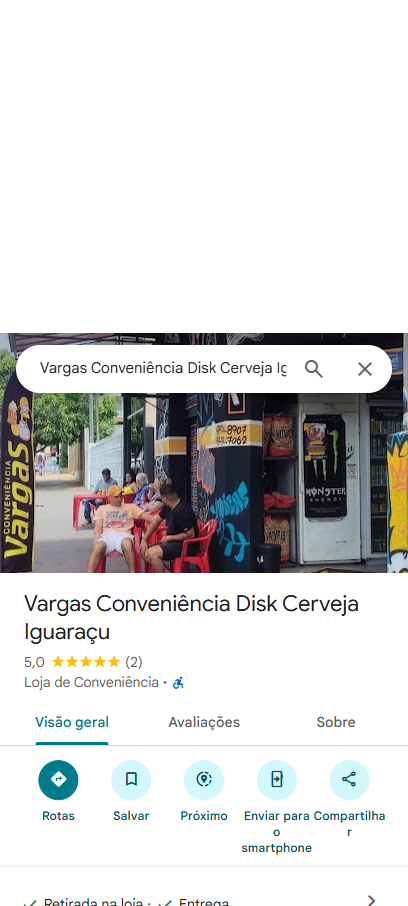 Vargas Conveniência Disk Cerveja Ig
8907
7062
CONVENIÊNCIA
VARGAS
MONSTER
ENERGY
Vargas Conveniência Disk Cerveja
Iguaraçu
5,0 (2)
Loja de Conveniência ·
Visão geral
Avaliações
Sobre
Rotas
Salvar
Próximo
Enviar para
o
smartphone
Compartilha
r
Retirada na loja · Entrega